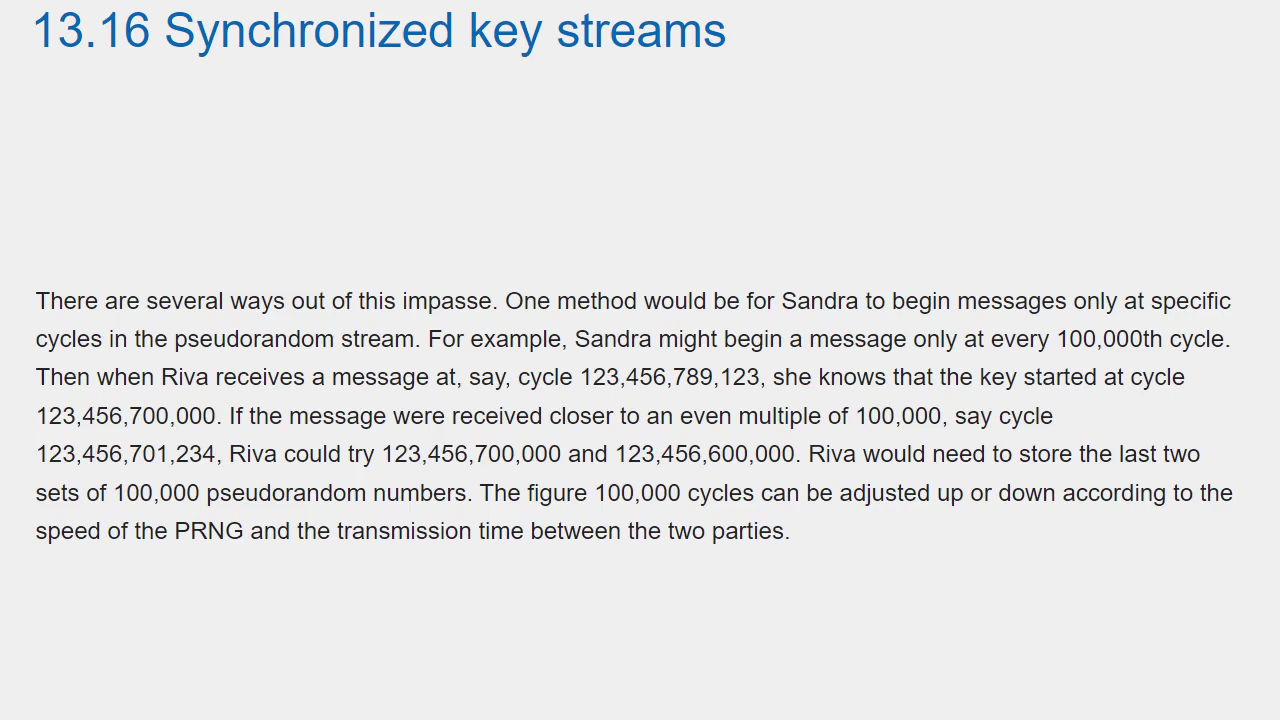 13.16 Synchronized key streams
There are several ways out of this impasse. One method would be for Sandra to begin messages only at specific
cycles in the pseudorandom stream. For example, Sandra might begin a message only at every 100,000th cycle.
Then when Riva receives a message at, say, cycle 123,456,789,123, she knows that the key started at cycle
123,456,700,000. If the message were received closer to an even multiple of 100,000, say cycle
123,456,701,234, Riva could try 123,456,700,000 and 123,456,600,000. Riva would need to store the last two
sets of 100,000 pseudorandom numbers. The figure 100,000 cycles can be adjusted up or down according to the
speed of the PRNG and the transmission time between the two parties.